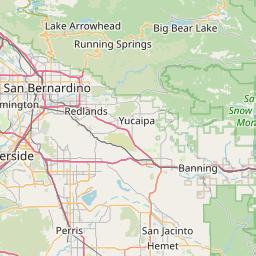 Lake Arrowhead
Big Bear Lake
Running Springs
San Bernardino
mington
Redlands
Yucaipa
Sa
Snow
Mo
erside
Banning
Perris
San Jacinto
Hemet